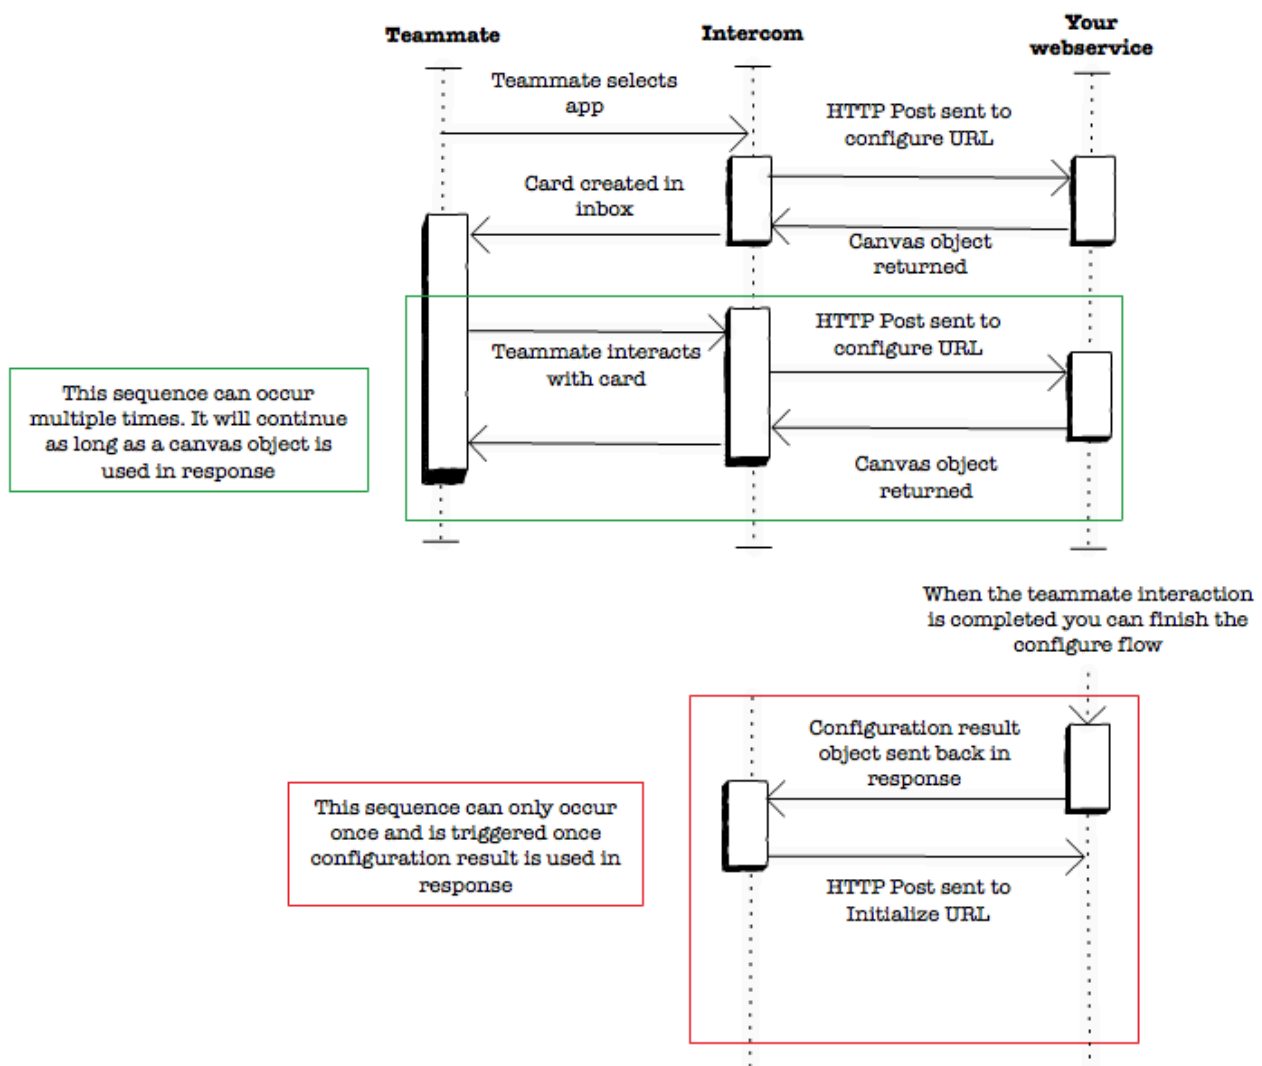 Teammate
Intercom
Your
webservice
Teammate selects
app
HTTP Post sent to
configure URL
Card created in
inbox
Canvas object
returned
HTTP Post sent to
configure URL
Teammate interacts
with card
This sequence can occur
multiple times. It will continue
as long as a canvas object is
used in response
Canvas object
returned
When the teammate interaction
is completed you can finish the
configure flow
Configuration result
object sent back in
response
This sequence can only occur
once and is triggered once
configuration result is used in
response
HTTP Post sent to
Initialize URL